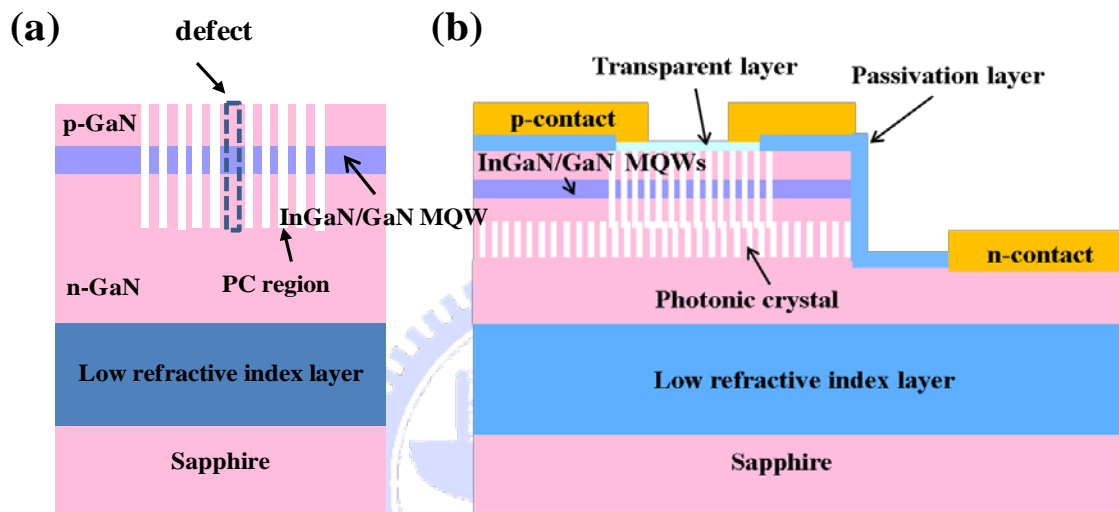 (a)
defect
p-GaN
InGaN/GaN MQW
n-GaN
PC region
Low refractive index layer
Sapphire
(b)
Transparent layer
Passivation layer
p-contact
InGaN/GaN MQWs
n-contact
Photonic crystal
Low refractive index layer
Sapphire